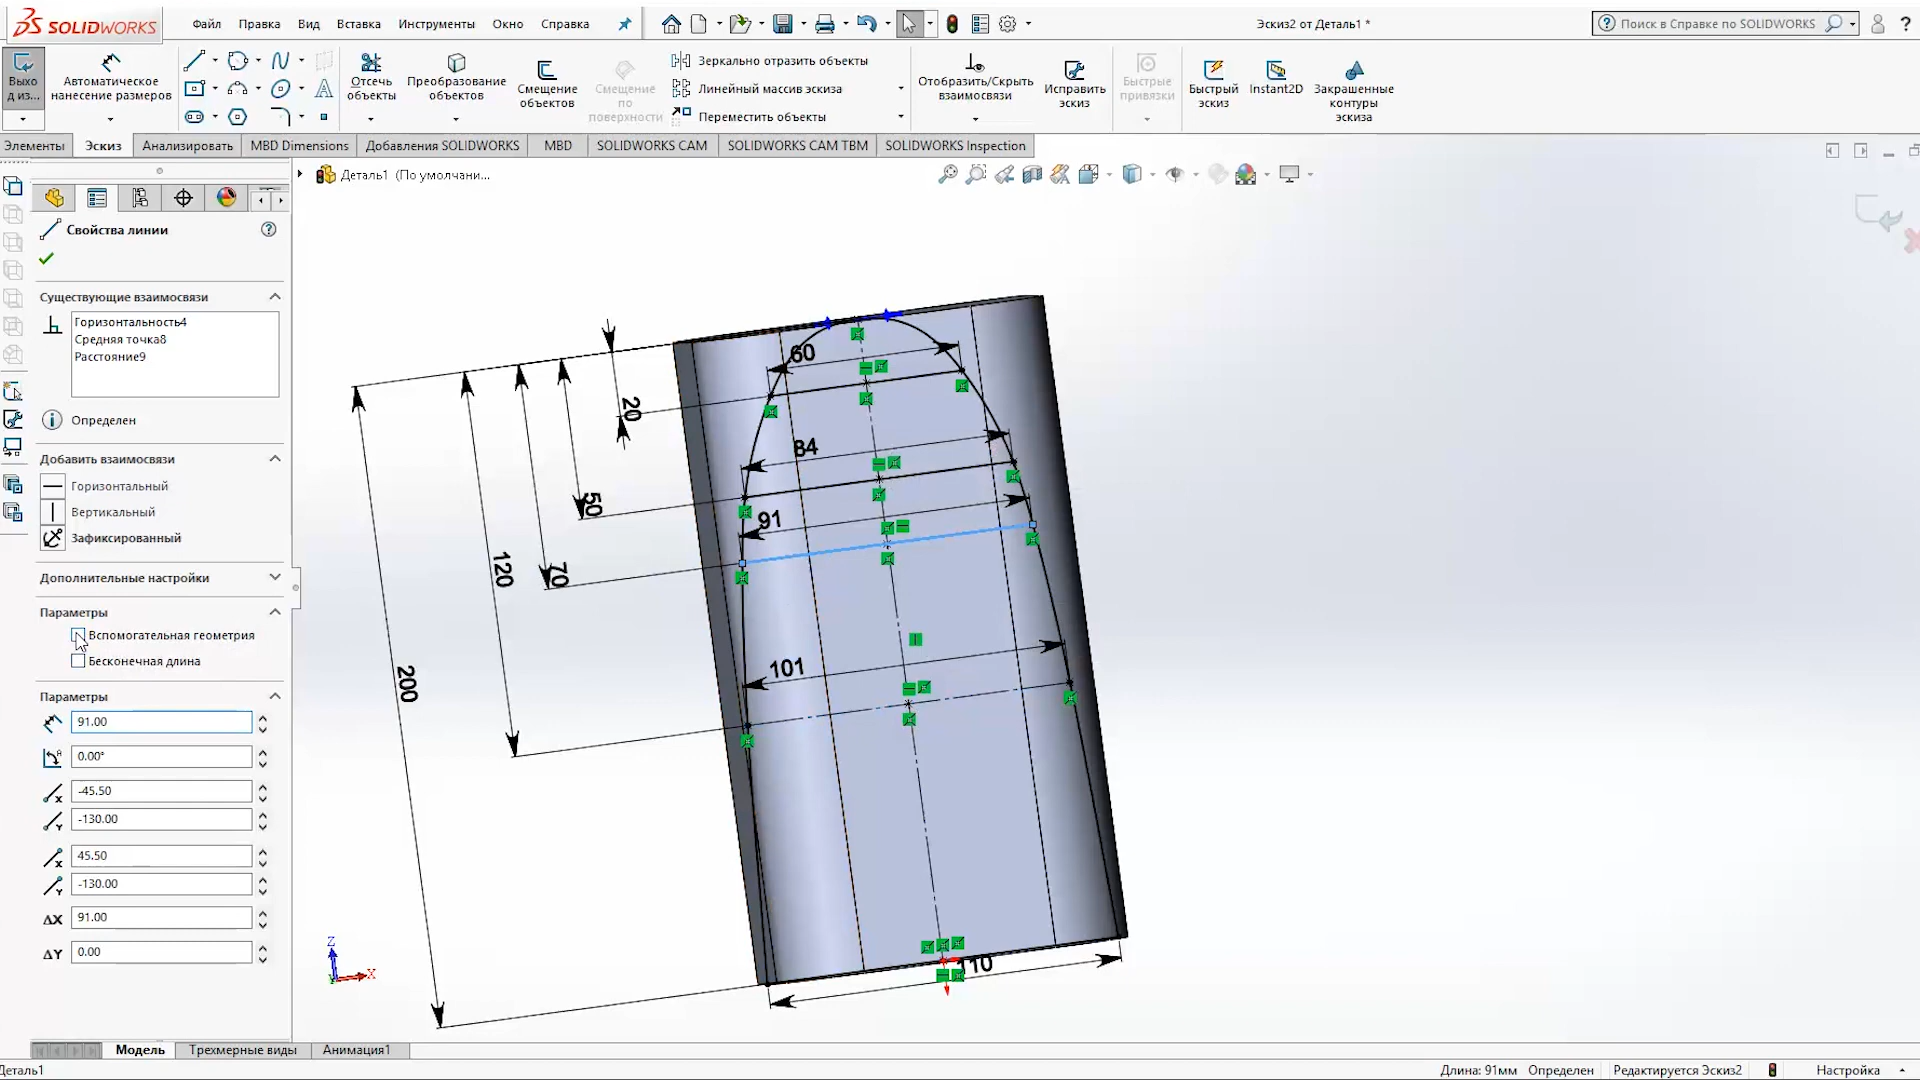 SOLIDWORKS
Файл Правка Вид Вставка Инструменты Окно Справка
Эскиз2 от Деталь1 *
Поиск в Справке по SOLIDWORKS
?
Выхо
д из...
Автоматическое
нанесение размеров
Отсечь
объекты
Преобразование
объектов
Смещение
объектов
Смещение
по
поверхности
Зеркально отразить объекты
Линейный массив эскиза
Переместить объекты
Отобразить/Скрыть
взаимосвязи
Исправить
эскиз
Быстрые
привязки
Быстрый
эскиз
Instant2D
Закрашенные
контуры
эскиза
Элементы Эскиз Анализировать MBD Dimensions Добавления SOLIDWORKS MBD SOLIDWORKS CAM SOLIDWORKS CAM TBM SOLIDWORKS Inspection
Деталь1 (По умолчани...
Свойства линии
Существующие взаимосвязи
Горизонтальность4
Средняя точка8
Расстояние9
Определен
Добавить взаимосвязи
Горизонтальный
Вертикальный
Зафиксированный
Дополнительные настройки
Параметры
Вспомогательная геометрия
Бесконечная длина
Параметры
91.00
0.00°
-45.50
-130.00
45.50
-130.00
ΔX 91.00
ΔY 0.00
60
20
84
50
91
120
70
101
200
110
Z
X
Модель Трехмерные виды Анимация1
Деталь1
Длина: 91мм Определен Редактируется Эскиз2 Настройка